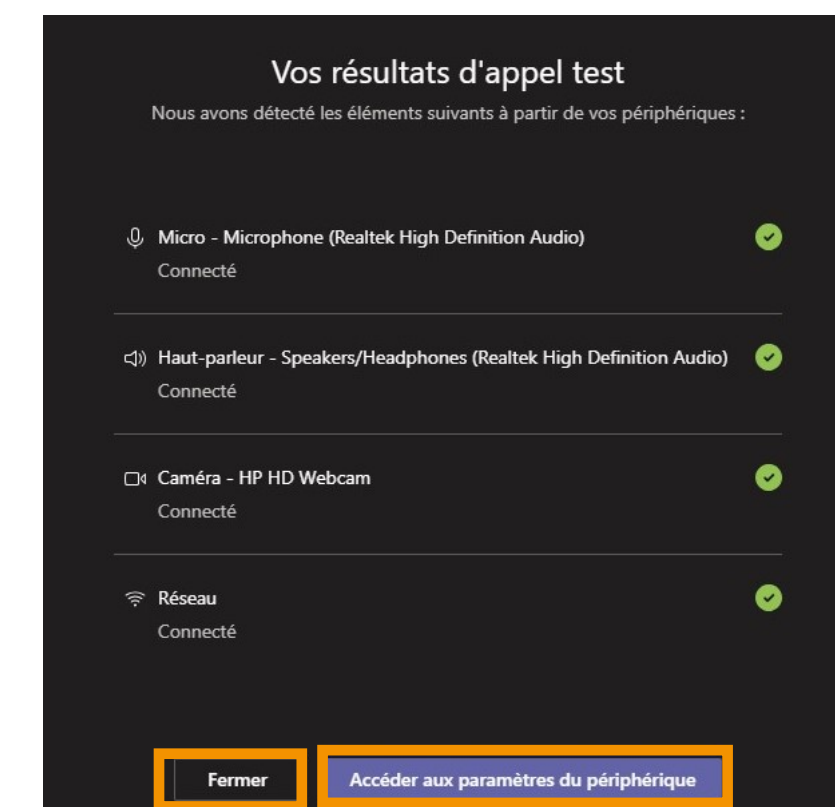 Vos résultats d'appel test
Nous avons détecté les éléments suivants à partir de vos périphériques :
Micro - Microphone (Realtek High Definition Audio)
Connecté
Haut-parleur - Speakers/Headphones (Realtek High Definition Audio)
Connecté
Caméra - HP HD Webcam
Connecté
Réseau
Connecté
Fermer
Accéder aux paramètres du périphérique